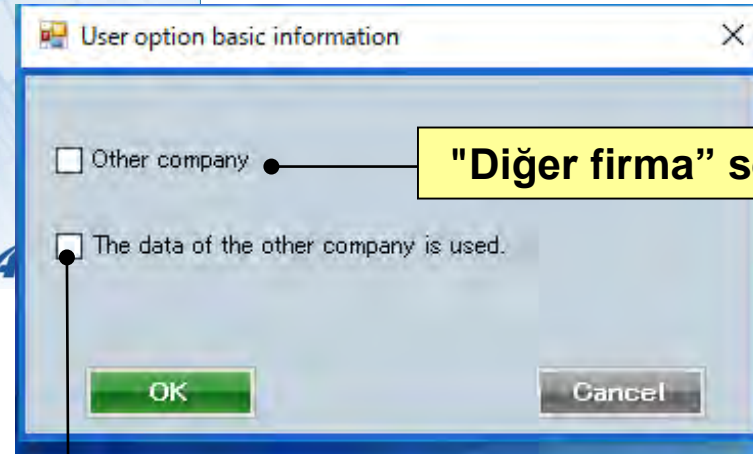 User option basic information
Other company
"Diğer firma”
The data of the other company is used.
OK
Cancel